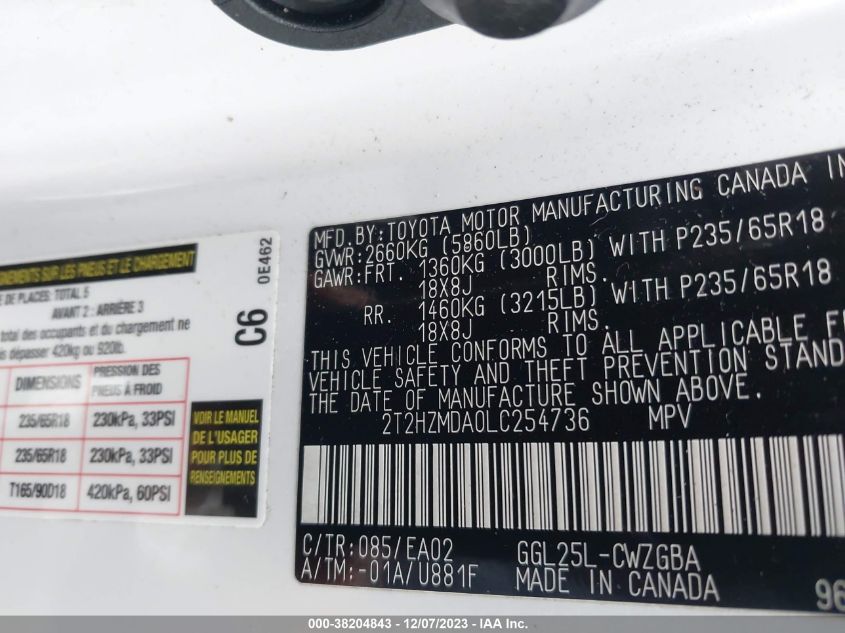 NEMENTS SUR LES PNEUS ET LE CHARGEMENT
E DE PLACES: TOTAL 5
AVANT 2 : ARRIÈRE 3
total des occupants et du chargement ne
is dépasser 420kg ou 920lb.
C6
0E462
DIMENSIONS
PRESSION DES PNEUS À FROID
235/65R18
230kPa, 33PSI
235/65R18
230kPa, 33PSI
T165/90D18
420kPa, 60PSI
VOIR LE MANUEL
DE L'USAGER
POUR PLUS DE
RENSEIGNEMENTS
MFD.BY:TOYOTA MOTOR MANUFACTURING CANADA IN
GVWR:2660KG (5860LB)
GAWR:FRT. 1360KG (3000LB) WITH P235/65R18
18X8J RIMS.
RR. 1460KG (3215LB) WITH P235/65R18
18X8J RIMS.
THIS VEHICLE CONFORMS TO ALL APPLICABLE F
VEHICLE SAFETY AND THEFT PREVENTION STAND
THE DATE OF MANUFACTURE SHOWN ABOVE.
2T2HZMDA0LC254736 MPV
C/TR:085/EA02 GGL25L-CWZGBA
A/TM:-01A/U881F MADE IN CANADA
96
000-38204843 - 12/07/2023 - IAA Inc.